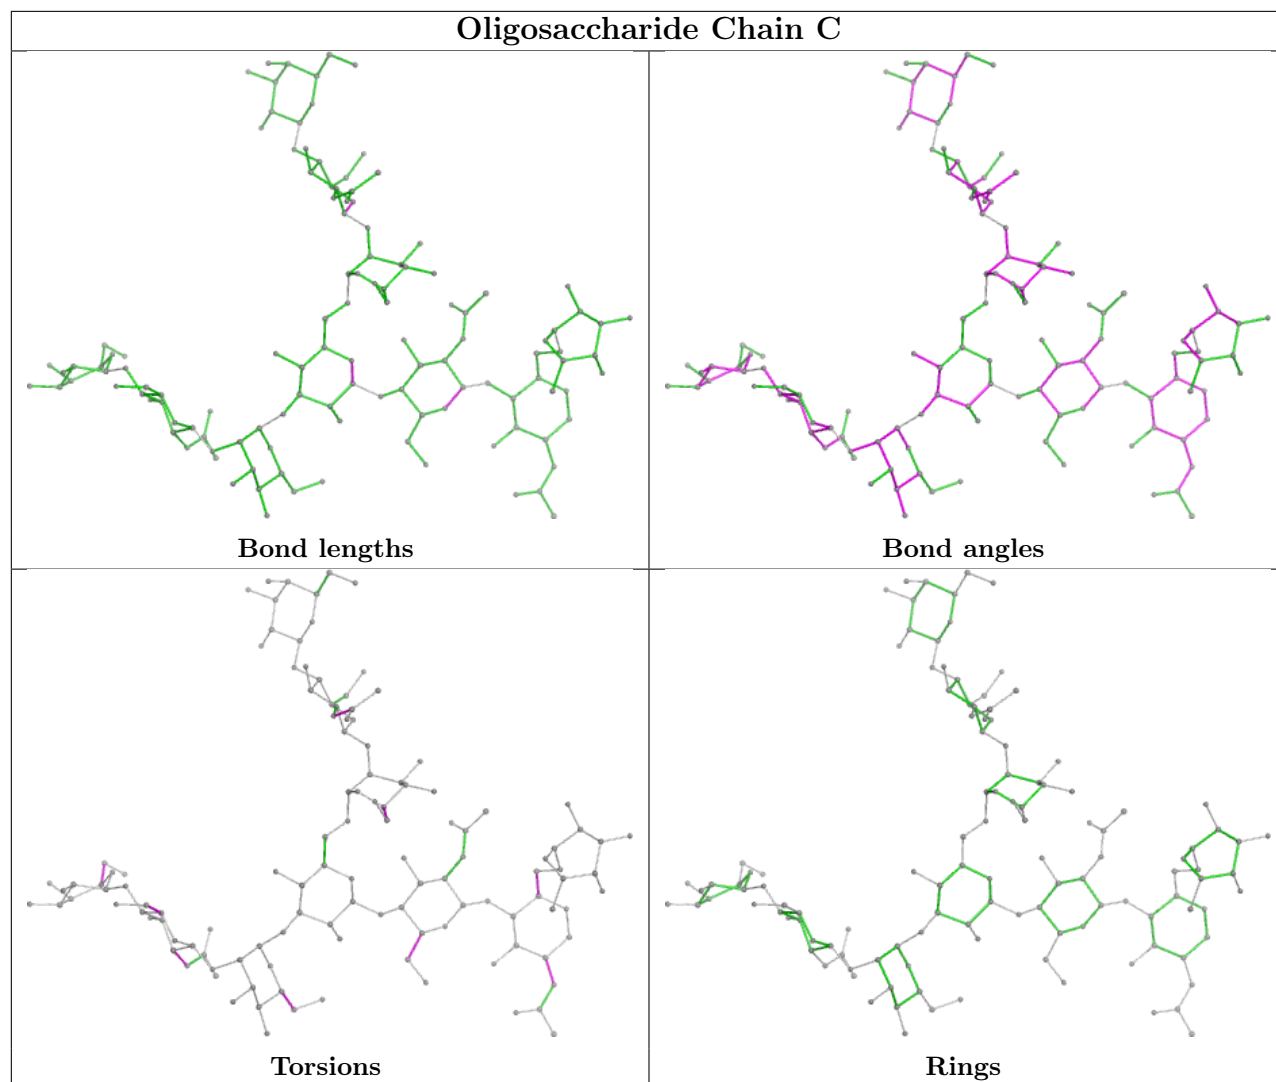 Oligosaccharide Chain C
Bond lengths
Bond angles
Torsions
Rings